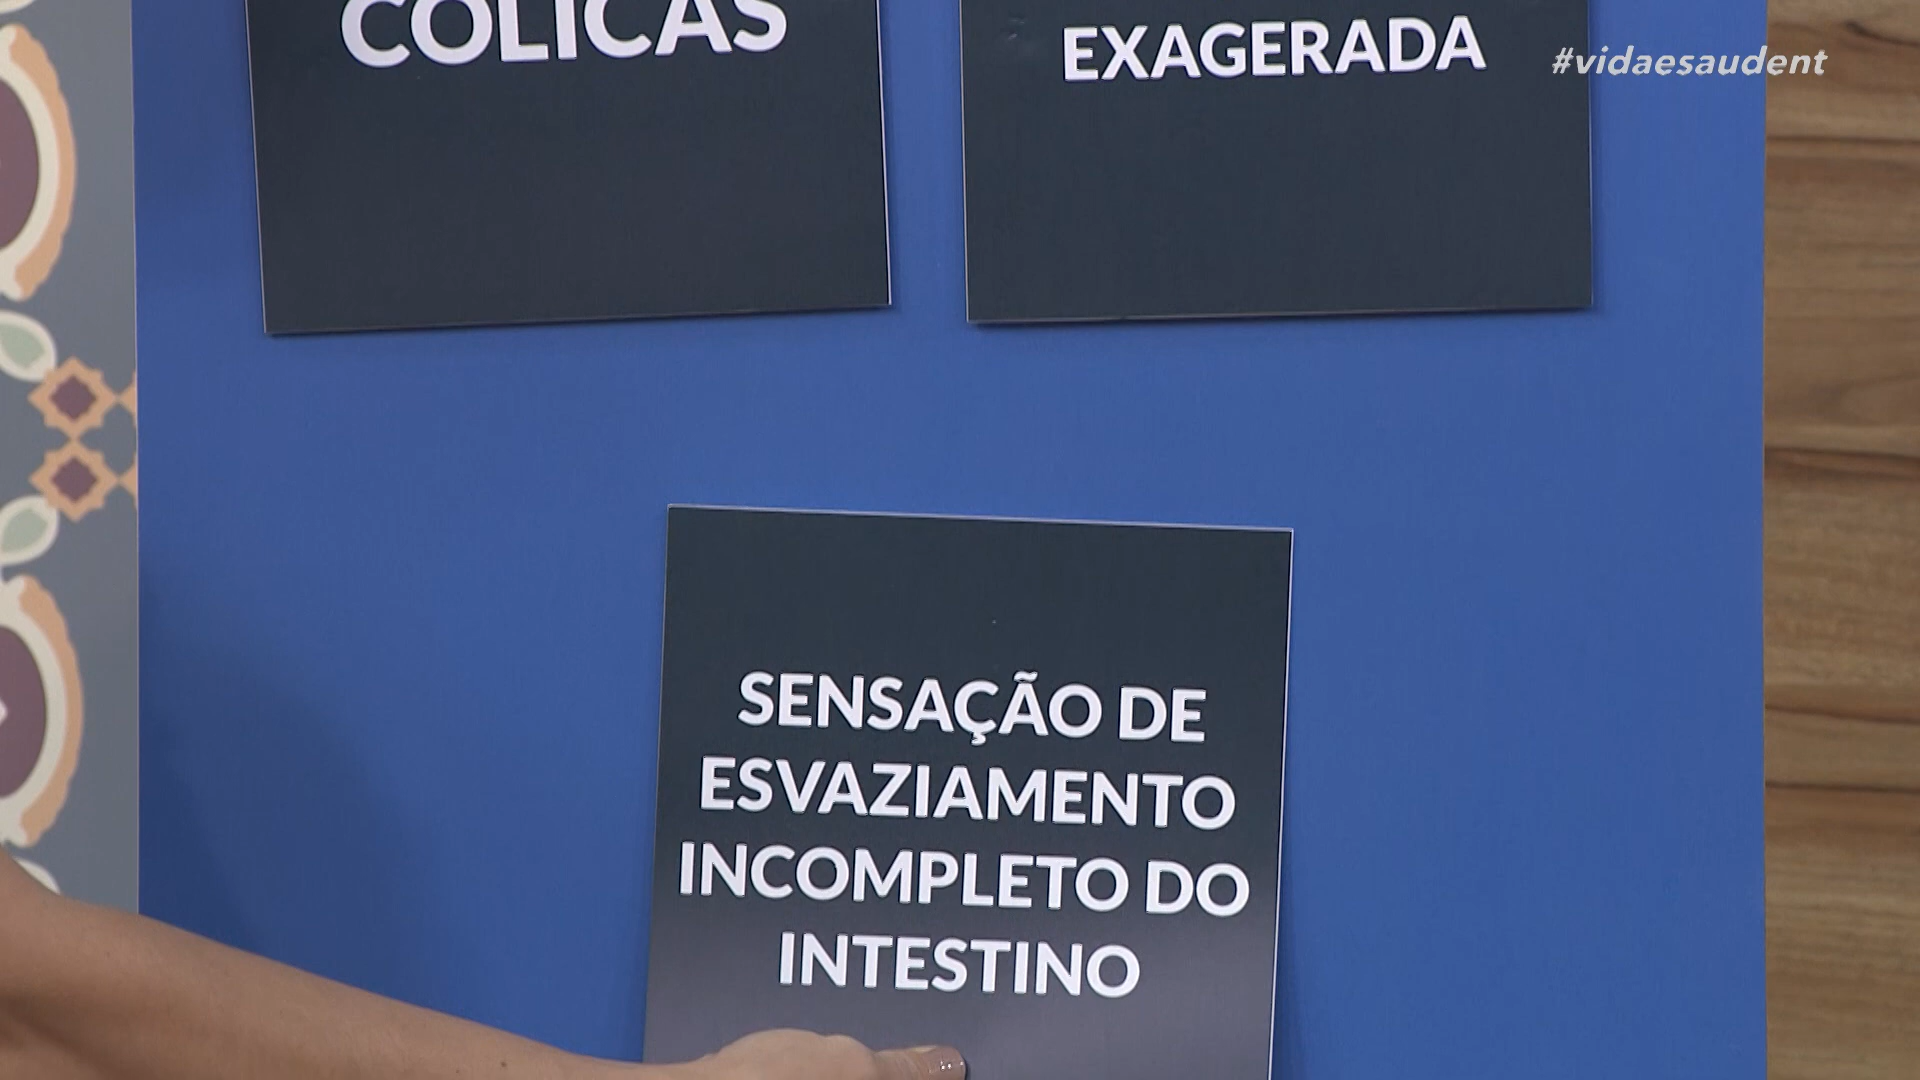 CÓLICAS
EXAGERADA
#vidaesaudent
SENSAÇÃO DE
ESVAZIAMENTO
INCOMPLETO DO
INTESTINO